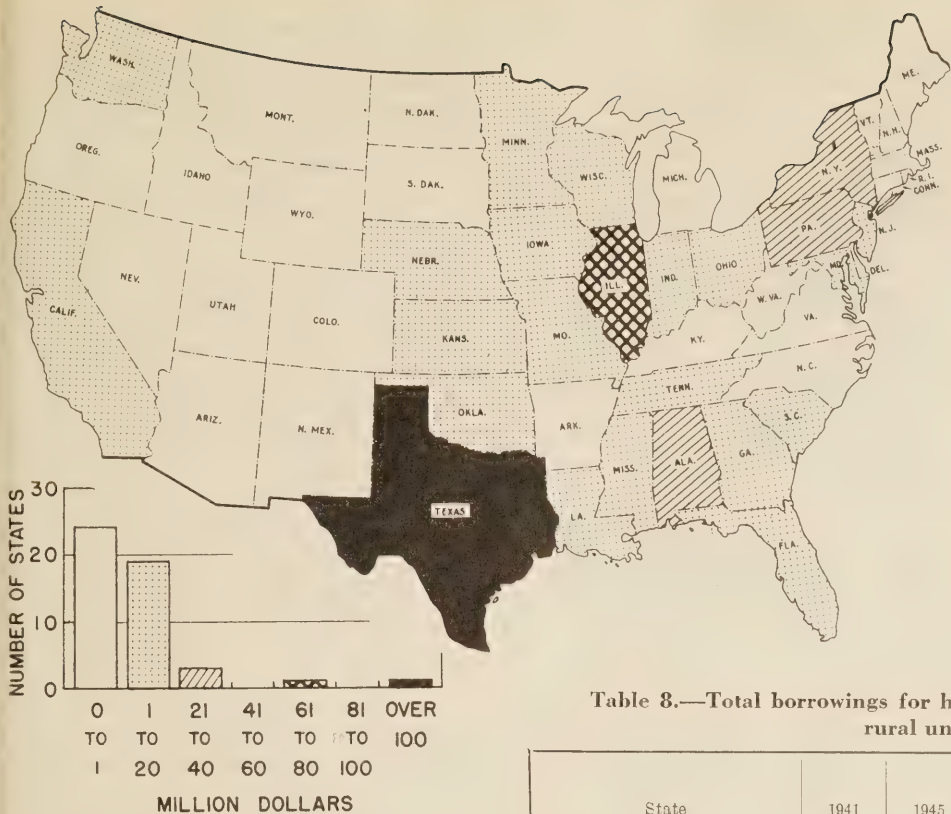 WASH.
OREG.
MONT.
IDAHO
N. DAK.
S. DAK.
WYO.
MINN.
WISC.
MICH.
ME.
VT.
N.H.
MASS.
N.Y.
R.I.
CONN.
IOWA
NEBR.
PA.
N.J.
NEV.
UTAH
COLO.
CALIF.
KANS.
ILL.
IND.
OHIO
MO.
MD.
DEL.
W.VA.
VA.
KY.
N.C.
TENN.
ARIZ.
N. MEX.
OKLA.
ARK.
S.C.
MISS.
ALA.
GA.
TEXAS
LA.
FLA.
NUMBER OF STATES
30
20
10
0
0 1 21 41 61 81 OVER
TO TO TO TO TO TO 100
1 20 40 60 80 100
MILLION DOLLARS
Table 8.—Total borrowings for h
rural un
State 1941 1945